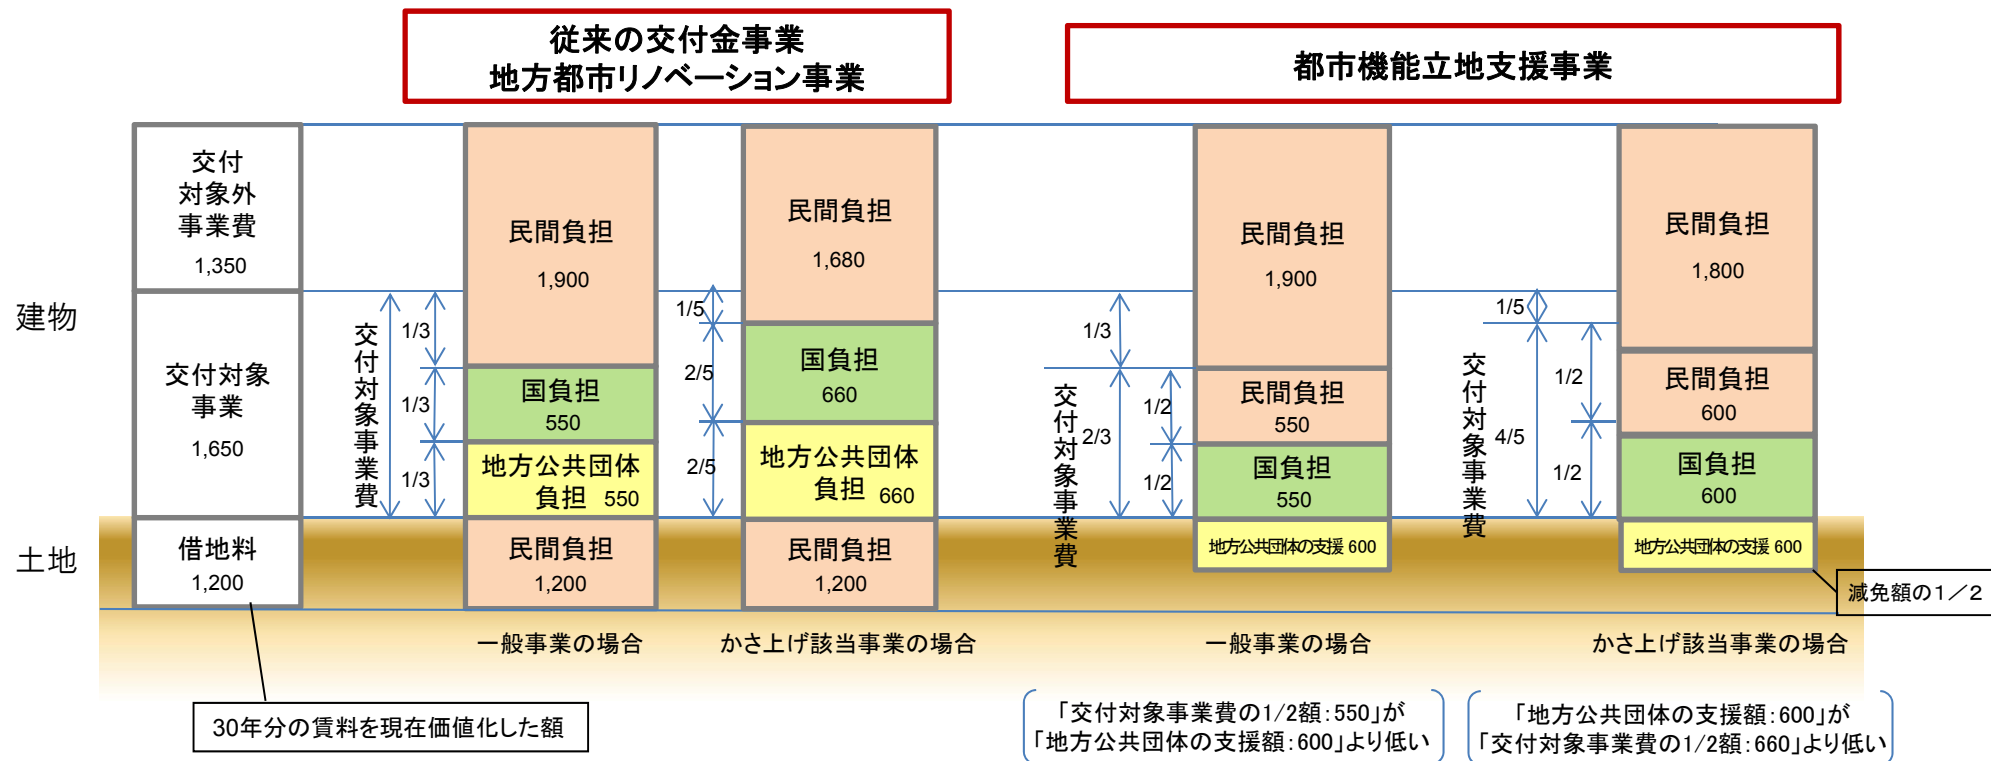 従来の交付金事業
地方都市リノベーション事業
都市機能立地支援事業
建物
土地
交付
対象外
事業費
1,350
交付対象
事業
1,650
借地料
1,200
30年分の賃料を現在価値化した額
交付対象事業費
1/3
1/3
1/3
民間負担
1,900
国負担
550
地方公共団体
負担 550
民間負担
1,200
一般事業の場合
1/5
2/5
2/5
民間負担
1,680
国負担
660
地方公共団体
負担 660
民間負担
1,200
かさ上げ該当事業の場合
交付対象事業費
1/3
2/3
1/2
1/2
民間負担
1,900
民間負担
550
国負担
550
地方公共団体の支援 600
一般事業の場合
「交付対象事業費の1/2額:550」が
「地方公共団体の支援額:600」より低い
交付対象事業費
1/5
4/5
1/2
1/2
民間負担
1,800
民間負担
600
国負担
600
地方公共団体の支援 600
減免額の1/2
かさ上げ該当事業の場合
「地方公共団体の支援額:600」が
「交付対象事業費の1/2額:660」より低い